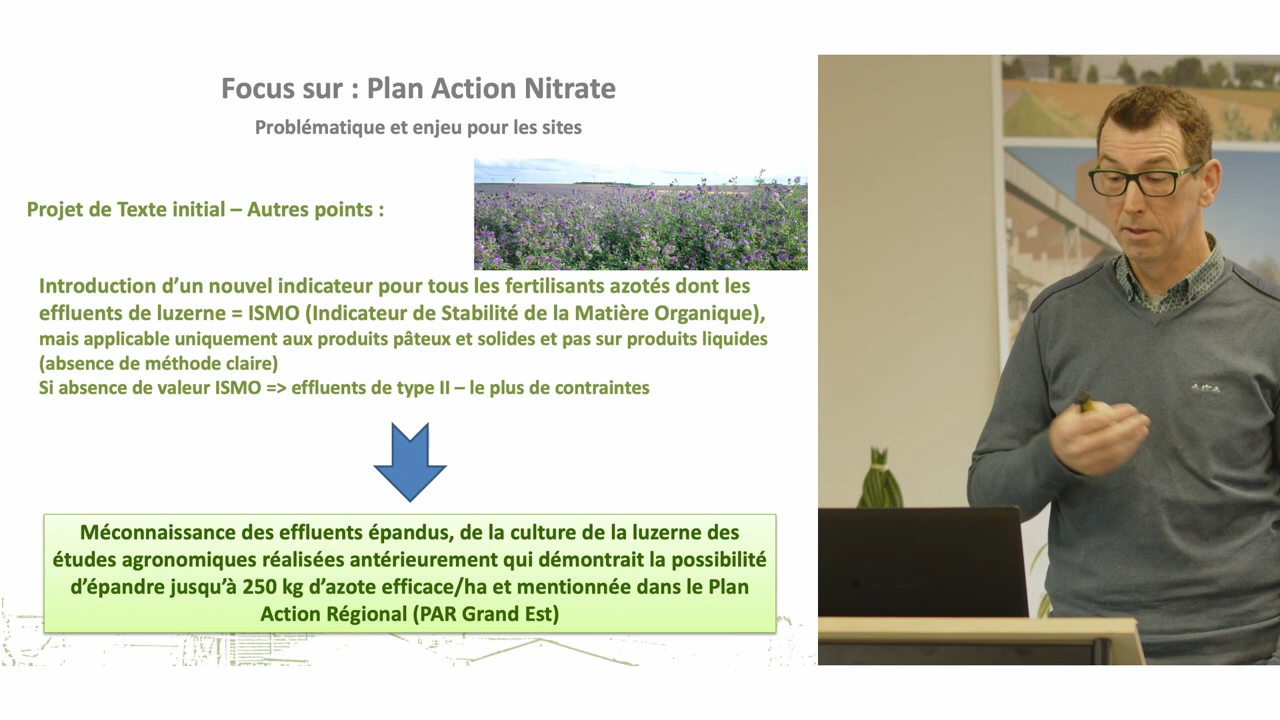 Focus sur : Plan Action Nitrate
Problématique et enjeu pour les sites
Projet de Texte initial – Autres points :
Introduction d’un nouvel indicateur pour tous les fertilisants azotés dont les
effluents de luzerne = ISMO (Indicateur de Stabilité de la Matière Organique),
mais applicable uniquement aux produits pâteux et solides et pas sur produits liquides
(absence de méthode claire)
Si absence de valeur ISMO => effluents de type II – le plus de contraintes
Méconnaissance des effluents épandus, de la culture de la luzerne des
études agronomiques réalisées antérieurement qui démontrait la possibilité
d’épandre jusqu’à 250 kg d’azote efficace/ha et mentionnée dans le Plan
Action Régional (PAR Grand Est)